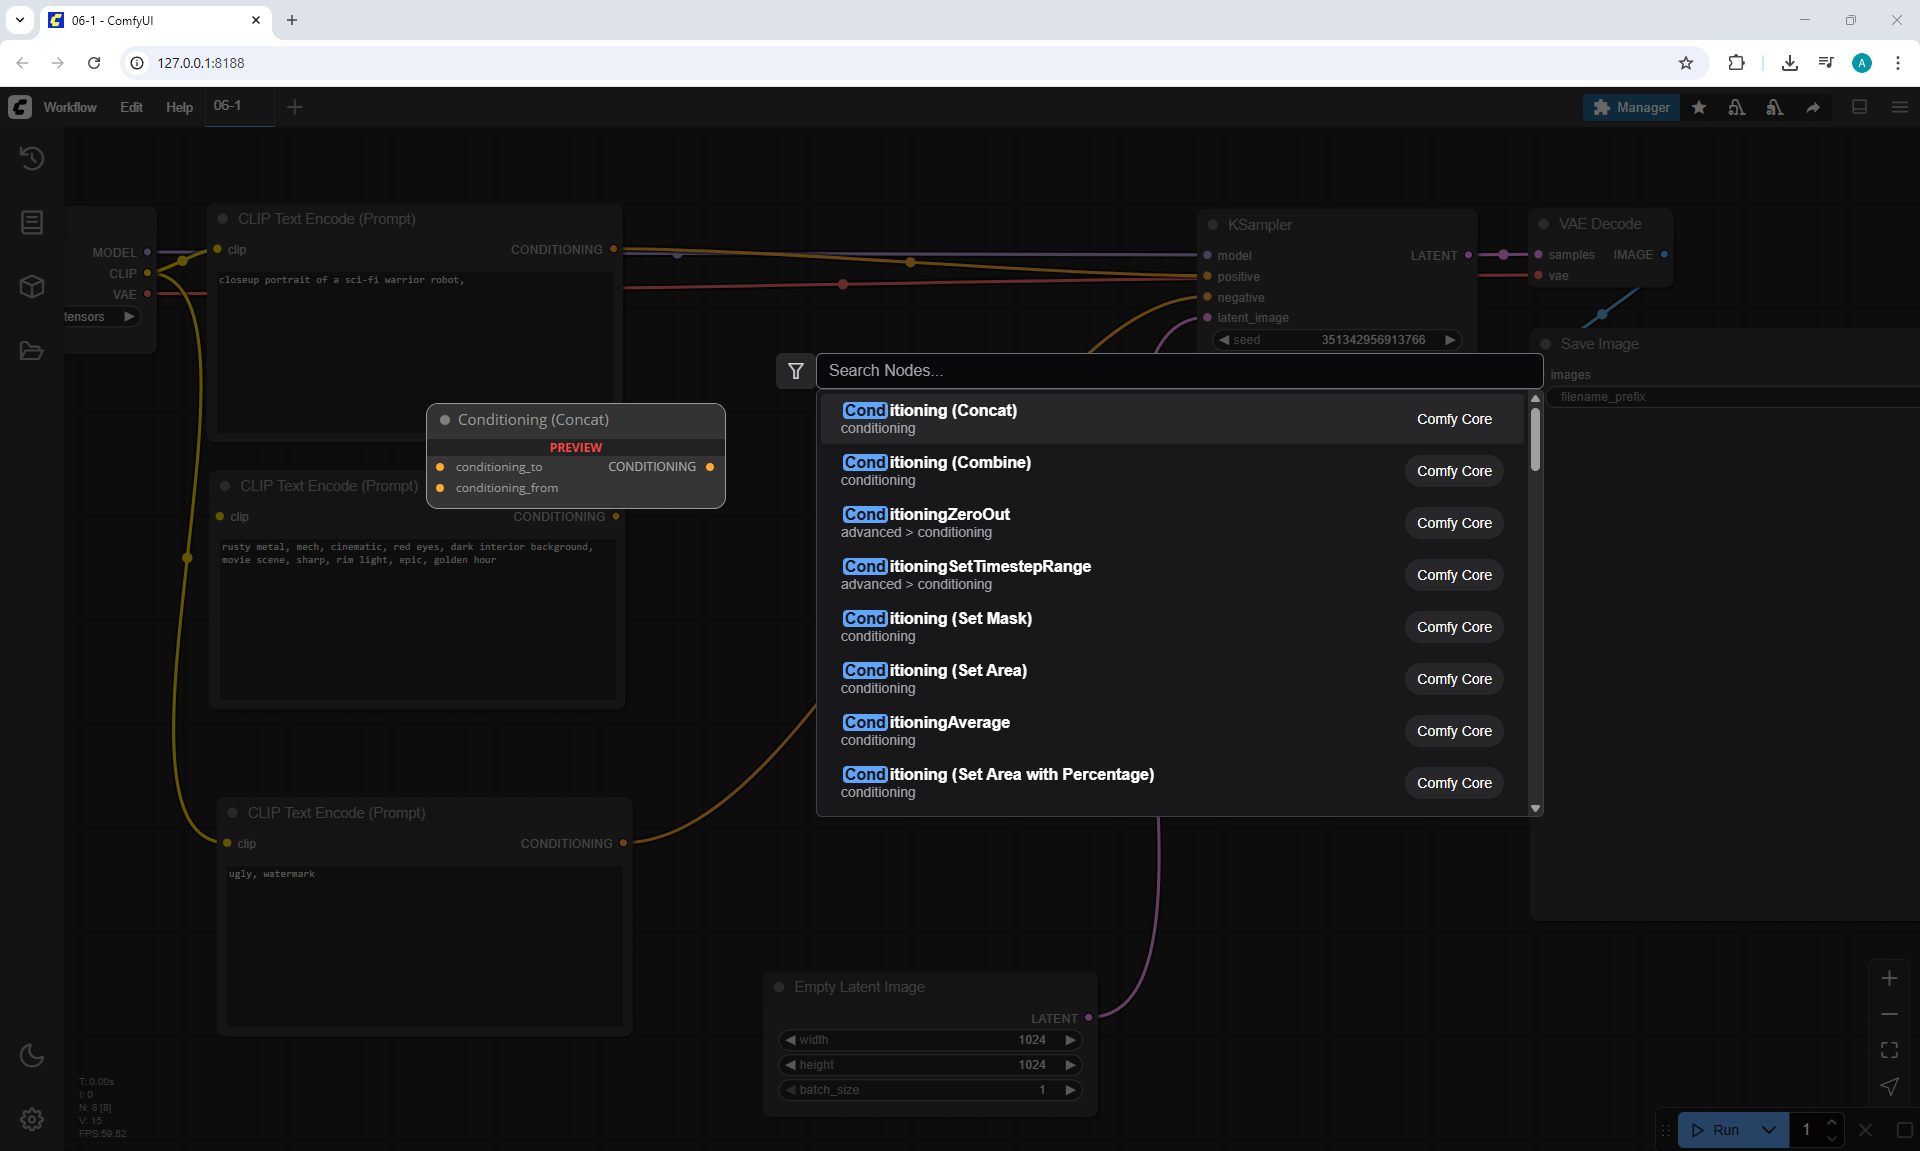 06-1 - ComfyUI
127.0.0.1:8188
Workflow Edit Help 06-1
Manager
MODEL
CLIP
VAE
tensors
CLIP Text Encode (Prompt)
clip CONDITIONING
closeup portrait of a sci-fi warrior robot,
KSampler
model LATENT
positive
negative
latent_image
seed 351342956913766
VAE Decode
samples IMAGE
vae
Save Image
images
filename_prefix
Search Nodes...
Conditioning (Concat)
conditioning
Comfy Core
Conditioning (Combine)
conditioning
Comfy Core
ConditioningZeroOut
advanced > conditioning
Comfy Core
ConditioningSetTimestepRange
advanced > conditioning
Comfy Core
Conditioning (Set Mask)
conditioning
Comfy Core
Conditioning (Set Area)
conditioning
Comfy Core
ConditioningAverage
conditioning
Comfy Core
Conditioning (Set Area with Percentage)
conditioning
Comfy Core
Conditioning (Concat)
PREVIEW
conditioning_to CONDITIONING
conditioning_from
CLIP Text Encode (Prompt)
clip CONDITIONING
rusty metal, mech, cinematic, red eyes, dark interior background,
movie scene, sharp, rim light, epic, golden hour
CLIP Text Encode (Prompt)
clip CONDITIONING
ugly, watermark
Empty Latent Image
LATENT
width 1024
height 1024
batch_size 1
T: 0.00s
I: 0
N: 8 [8]
V: 15
FPS:59.52
Run 1
A